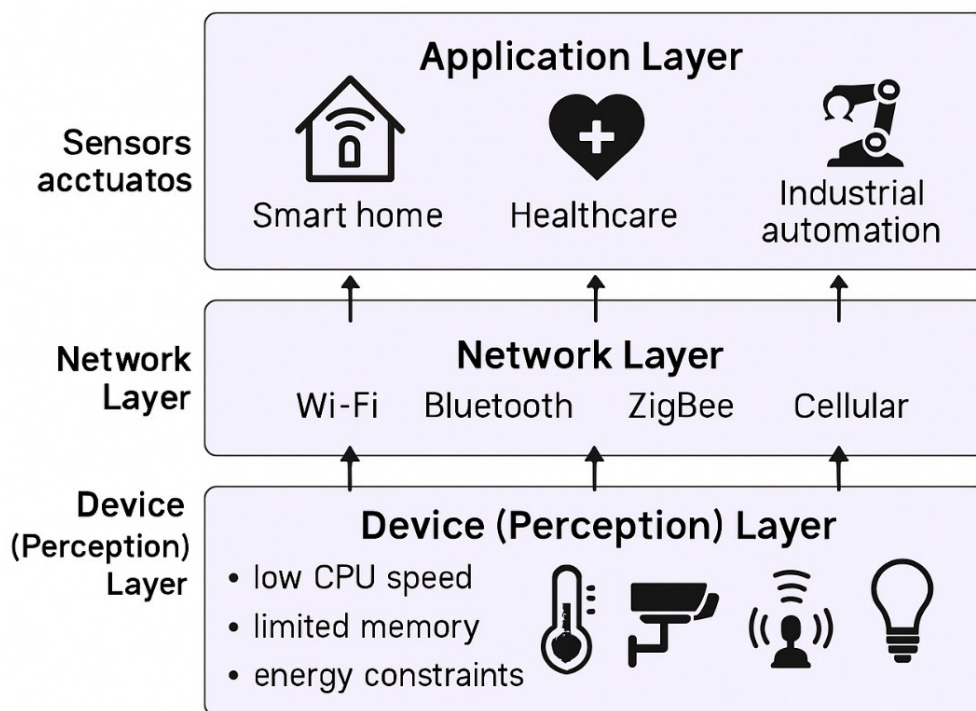 Application Layer
Sensors
acctuatos
Smart home
Healthcare
Industrial
automation
Network
Layer
Network Layer
Wi-Fi Bluetooth ZigBee Cellular
Device
(Perception)
Layer
Device (Perception) Layer
• low CPU speed
• limited memory
• energy constraints